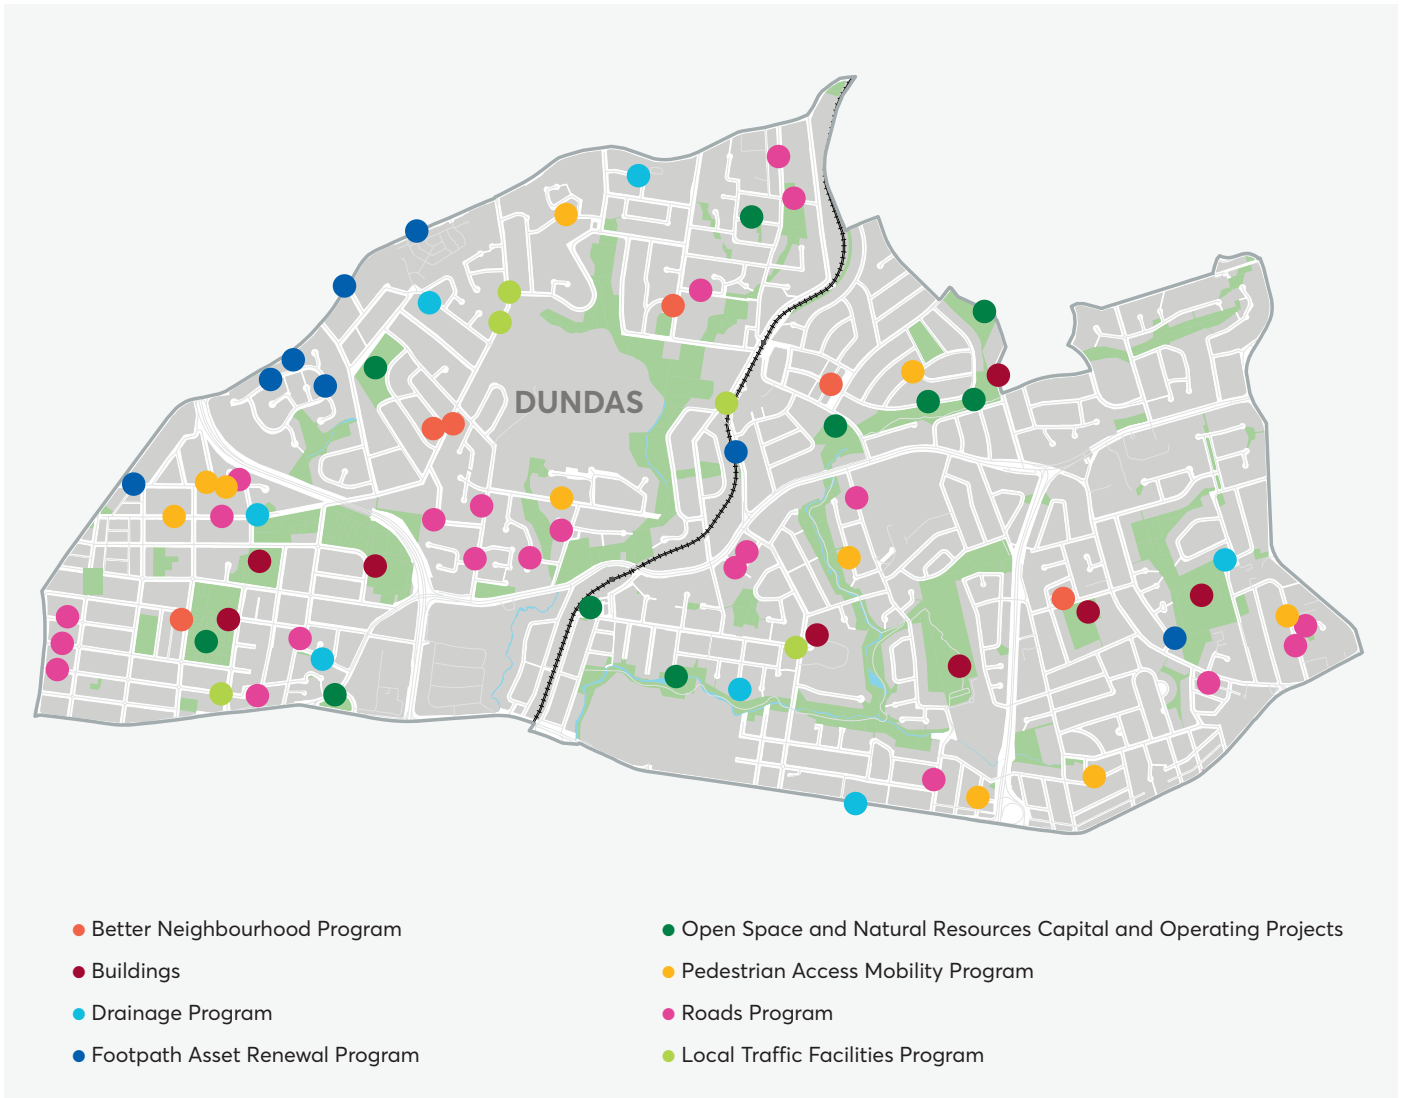 DUNDAS
Better Neighbourhood Program
Buildings
Drainage Program
Footpath Asset Renewal Program
Open Space and Natural Resources Capital and Operating Projects
Pedestrian Access Mobility Program
Roads Program
Local Traffic Facilities Program